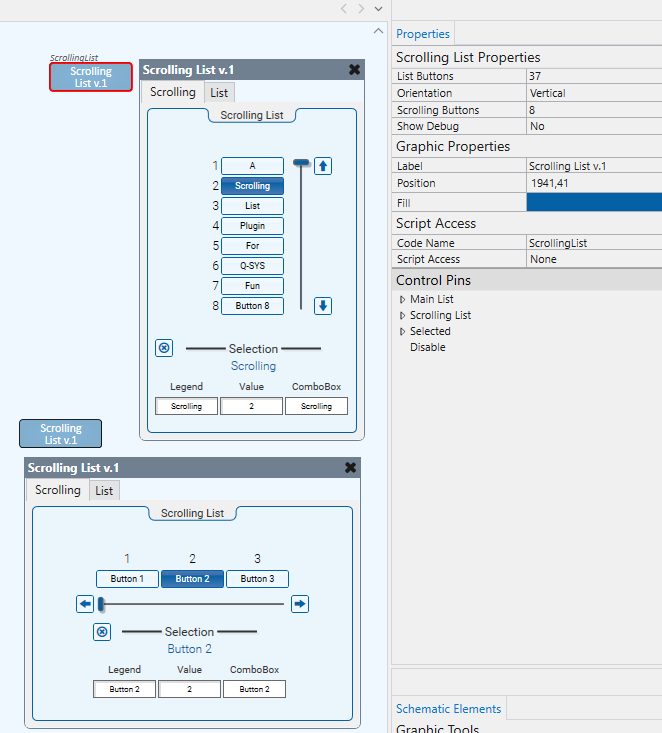 ScrollingList
Scrolling
List v.1
Scrolling List v.1
Scrolling List
Scrolling List
1 A
2 Scrolling
3 List
4 Plugin
5 For
6 Q-SYS
7 Fun
8 Button 8
Selection
Scrolling
Legend Value ComboBox
Scrolling 2 Scrolling
Scrolling
List v.1
Scrolling List v.1
Scrolling List
Scrolling List
1 2 3
Button 1 Button 2 Button 3
Selection
Button 2
Legend Value ComboBox
Button 2 2 Button 2
Properties
Scrolling List Properties
List Buttons 37
Orientation Vertical
Scrolling Buttons 8
Show Debug No
Graphic Properties
Label Scrolling List v.1
Position 1941,41
Fill
Script Access
Code Name ScrollingList
Script Access None
Control Pins
Main List
Scrolling List
Selected
Disable
Schematic Elements
Graphic Tools